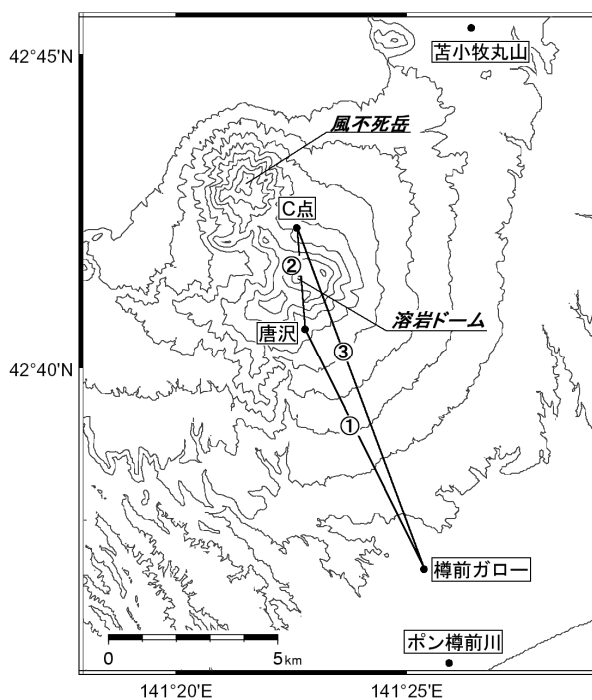 42°45'N
苫小牧丸山
風不死岳
C点
②
溶岩ドーム
唐沢
③
42°40'N
①
樽前ガロー
ポン樽前川
0
5km
141°20'E
141°25'E